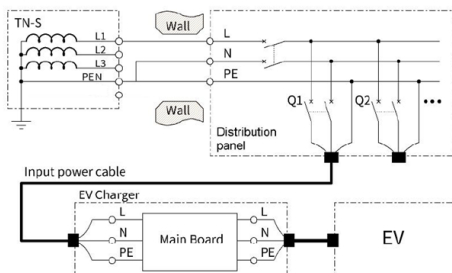 TN-S
L1
L2
L3
PEN
Wall
Wall
L
N
PE
Q1
Q2
Distribution
panel
Input power cable
EV Charger
L
N
PE
Main Board
L
N
PE
EV